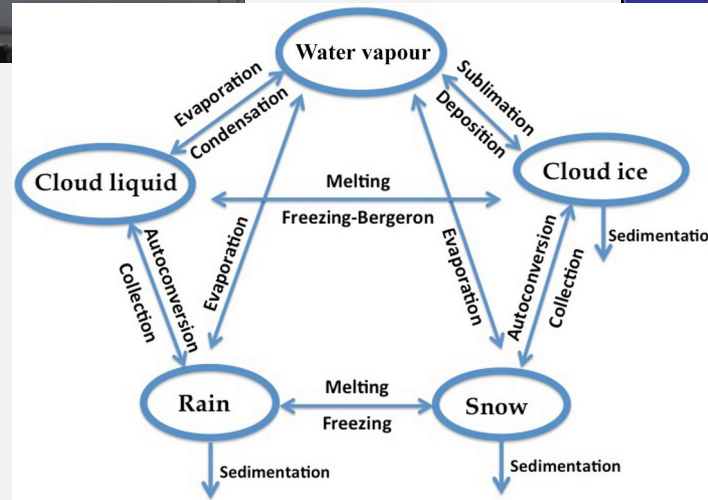 Water vapour
Evaporation
Condensation
Sublimation
Deposition
Cloud liquid
Melting
Freezing-Bergeron
Cloud ice
Sedimentatio
Autoconversion
Collection
Evaporation
Evaporation
Autoconversion
Collection
Rain
Melting
Freezing
Snow
Sedimentation
Sedimentation